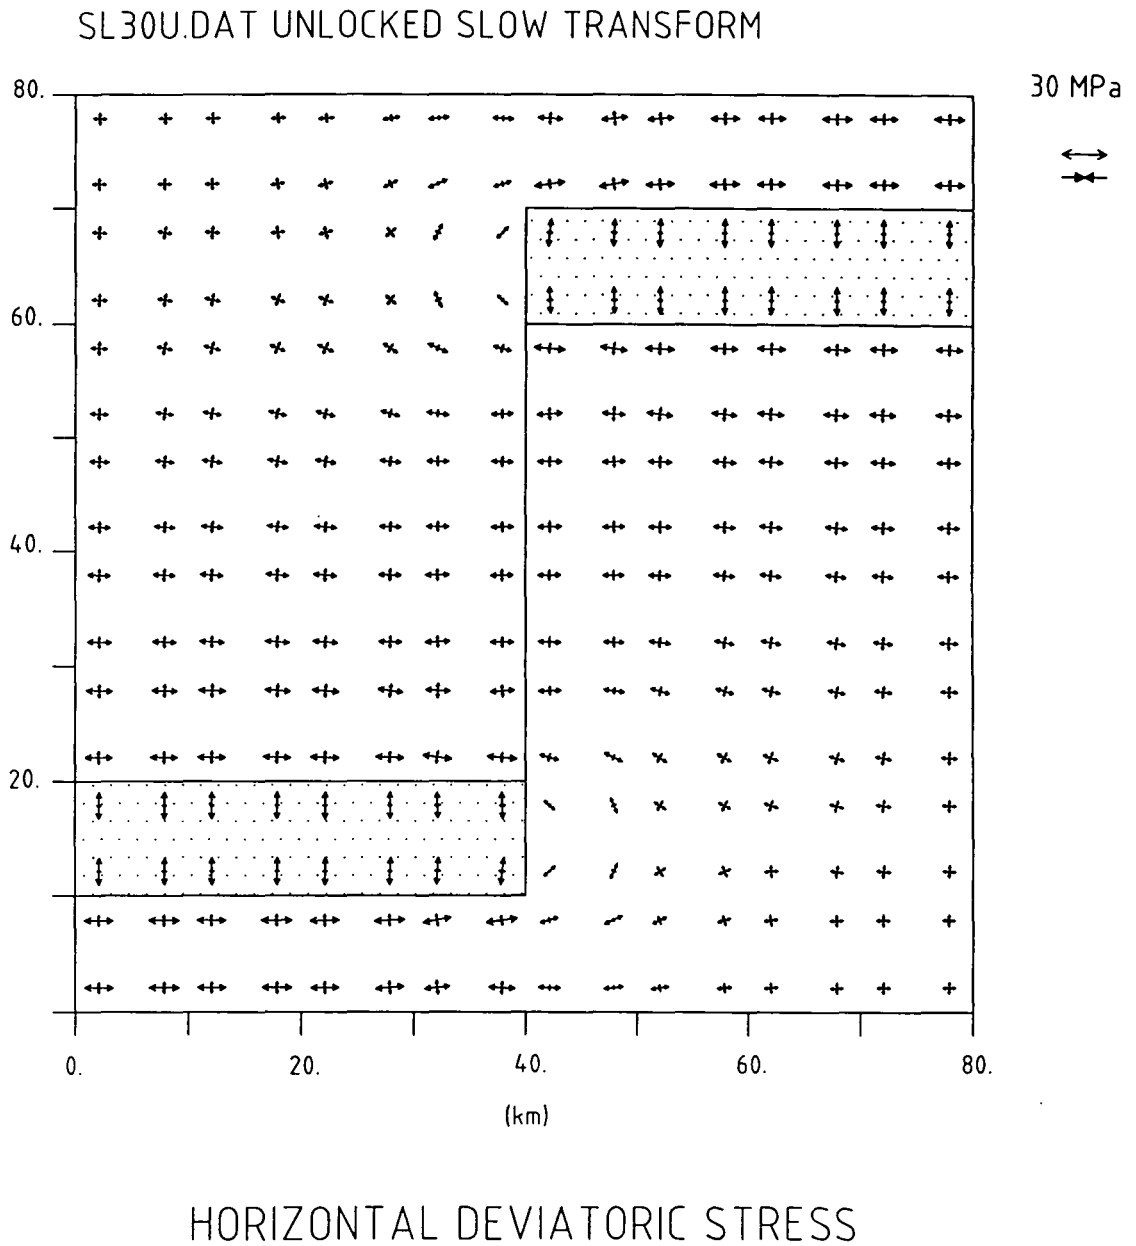 SL30U.DAT UNLOCKED SLOW TRANSFORM
80.
30 MPa
60.
40.
20.
0. 20. 40. 60. 80.
(km)
HORIZONTAL DEVIATORIC STRESS